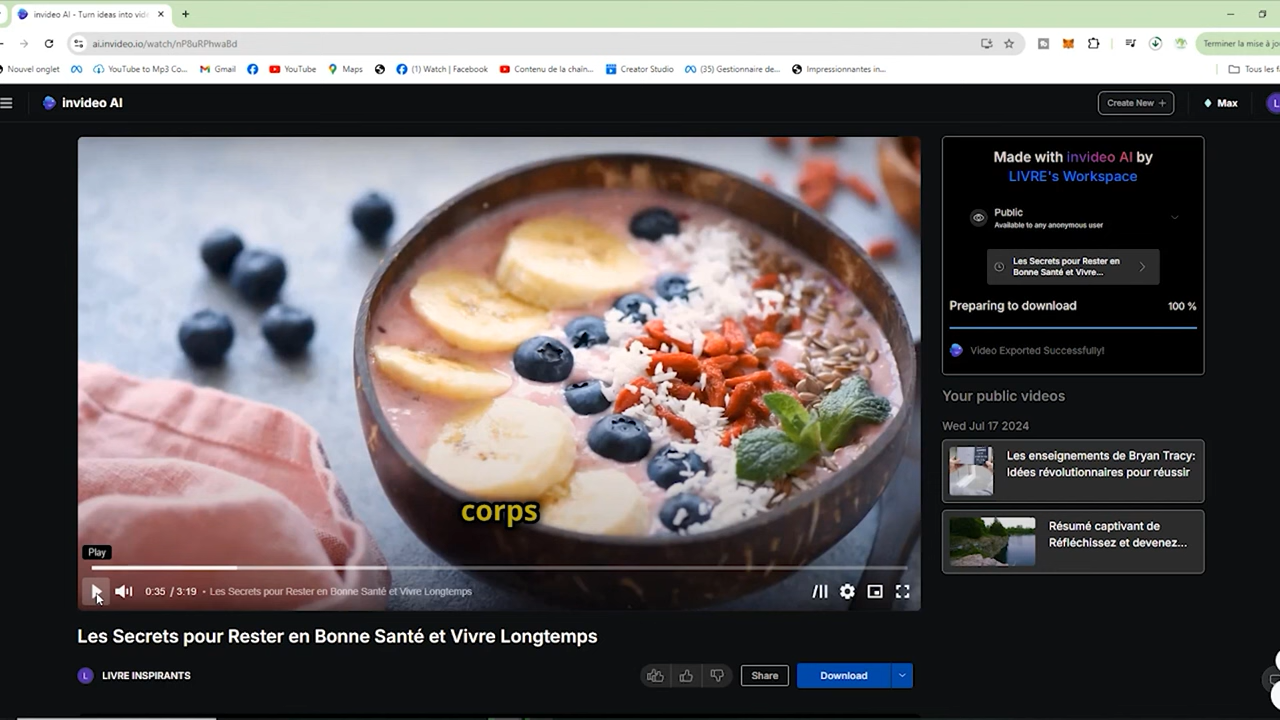 invideo AI - Turn ideas into vid
ai.invideo.io/watch/nP8uRPhwaBd
Terminer la mise à jou
Nouvel onglet
YouTube to Mp3 Co...
Gmail
YouTube
Maps
(1) Watch | Facebook
Contenu de la chaîn...
Creator Studio
(35) Gestionnaire de...
Impressionnantes in...
Tous les fa
invideo AI
Create New +
Max
L
Made with invideo AI by
LIVRE's Workspace
Public
Available to any anonymous user
Les Secrets pour Rester en
Bonne Santé et Vivre...
Preparing to download 100 %
Video Exported Successfully!
Your public videos
Wed Jul 17 2024
Les enseignements de Bryan Tracy:
Idées révolutionnaires pour réussir
Résumé captivant de
Réfléchissez et devenez...
corps
Play
0:35 / 3:19 • Les Secrets pour Rester en Bonne Santé et Vivre Longtemps
Les Secrets pour Rester en Bonne Santé et Vivre Longtemps
L LIVRE INSPIRANTS
Share
Download